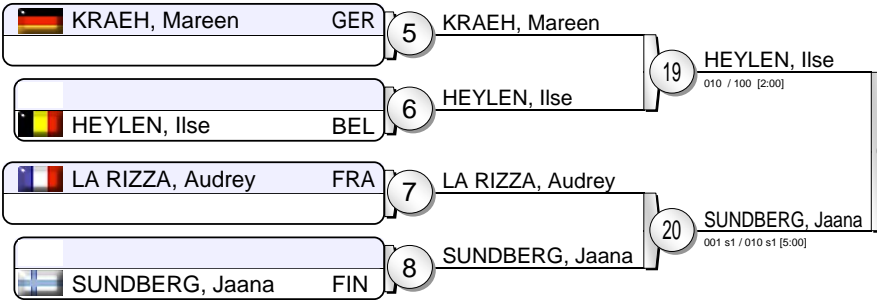 KRAEH, Mareen GER
5
KRAEH, Mareen
19
HEYLEN, Ilse
010 / 100 [2:00]
6
HEYLEN, Ilse
HEYLEN, Ilse BEL
LA RIZZA, Audrey FRA
7
LA RIZZA, Audrey
20
SUNDBERG, Jaana
001 s1 / 010 s1 [5:00]
8
SUNDBERG, Jaana
SUNDBERG, Jaana FIN